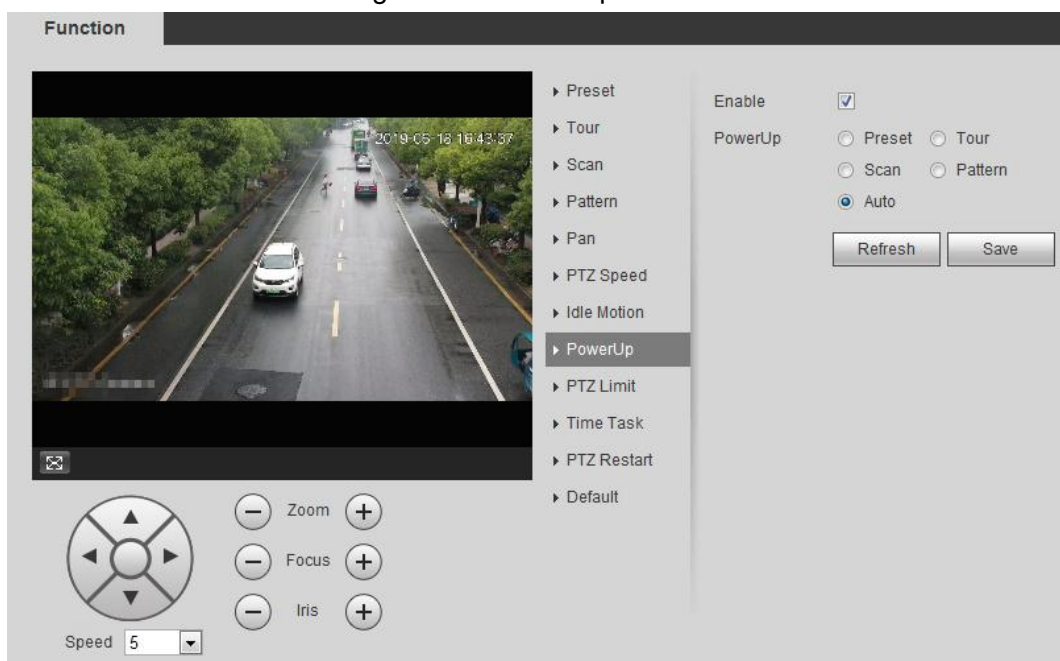 Function
2019-05-18 16:43:37
Preset
Tour
Scan
Pattern
Pan
PTZ Speed
Idle Motion
PowerUp
PTZ Limit
Time Task
PTZ Restart
Default
Enable
PowerUp Preset Tour
Scan Pattern
Auto
Refresh Save
Zoom
Focus
Iris
Speed 5